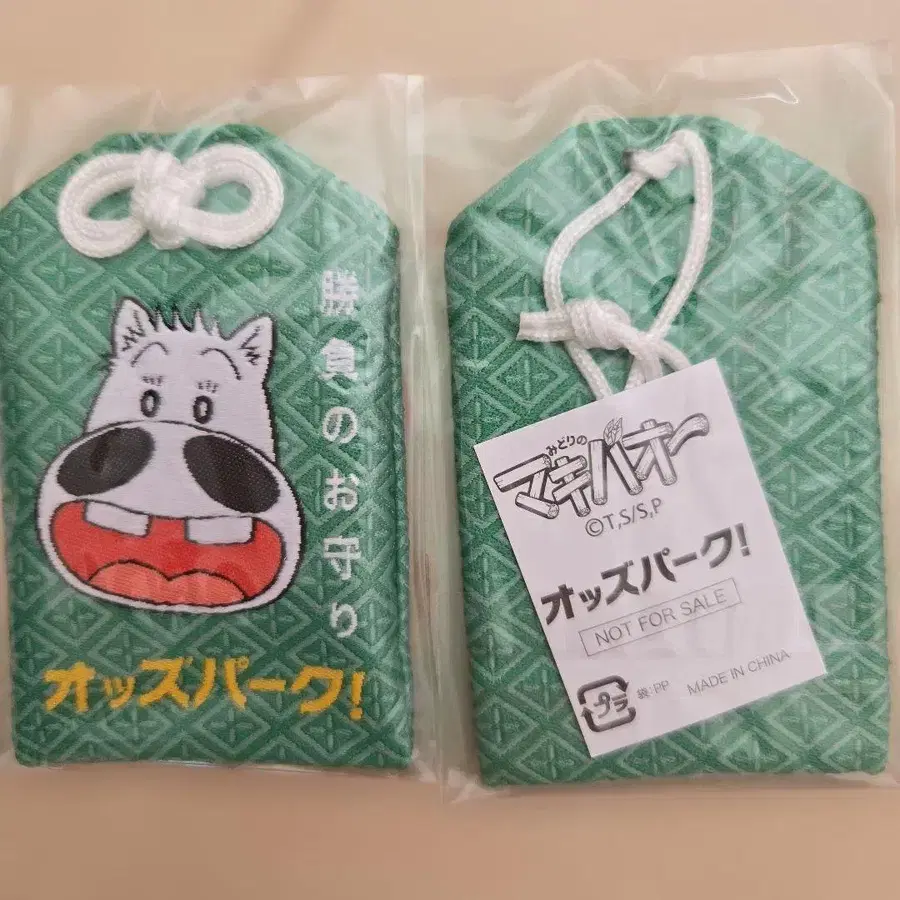 勝負のお守り
オッズパーク!
みどりの
マキバオー
©T,S/S,P
オッズパーク!
NOT FOR SALE
プラ
袋:PP
MADE IN CHINA